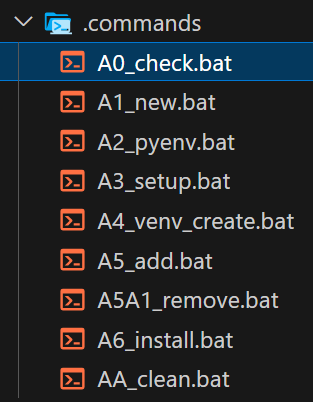 .commands
A0_check.bat
A1_new.bat
A2_pyenv.bat
A3_setup.bat
A4_venv_create.bat
A5_add.bat
A5A1_remove.bat
A6_install.bat
AA_clean.bat